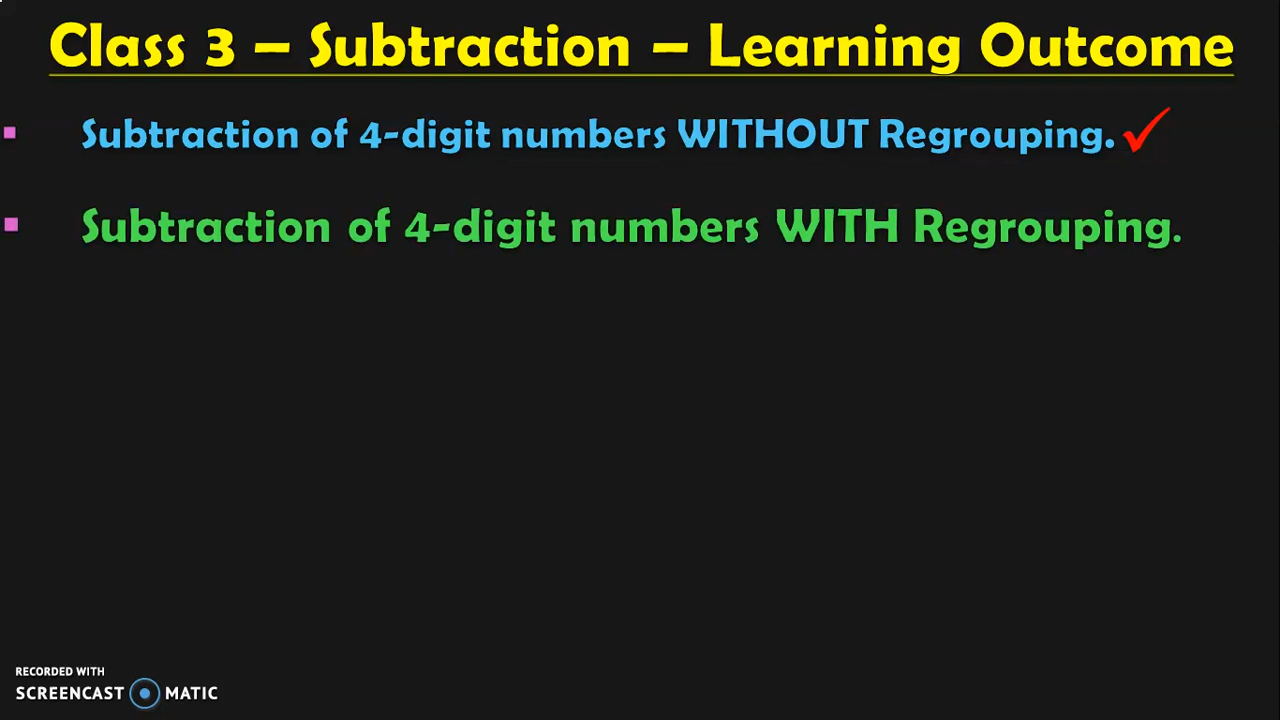 Class 3 – Subtraction – Learning Outcome
▪ Subtraction of 4-digit numbers WITHOUT Regrouping. ✓
▪ Subtraction of 4-digit numbers WITH Regrouping.
RECORDED WITH
SCREENCAST MATIC